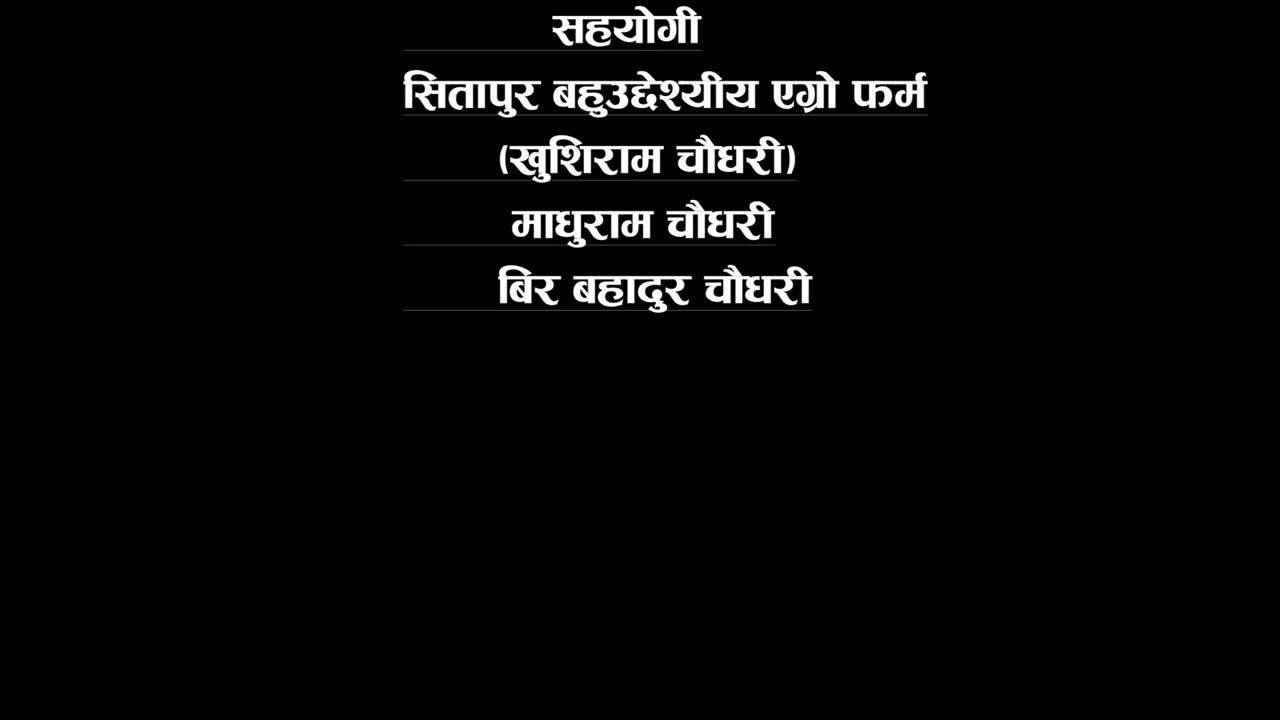 सहयोगी
सितापुर बहुउद्देश्यीय एग्रो फर्म
(खुशिराम चौधरी)
माधुराम चौधरी
बिर बहादुर चौधरी